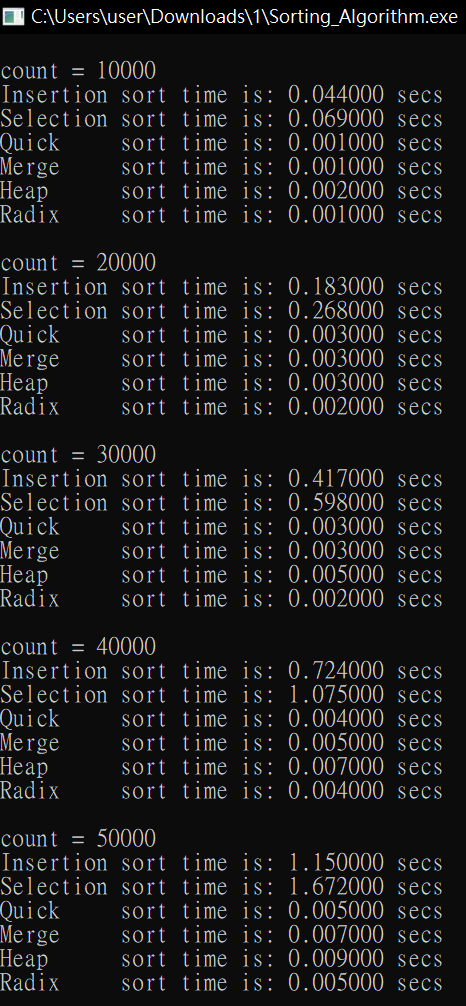 C:\Users\user\Downloads\1\Sorting_Algorithm.exe
count = 10000
Insertion sort time is: 0.044000 secs
Selection sort time is: 0.069000 secs
Quick     sort time is: 0.001000 secs
Merge     sort time is: 0.001000 secs
Heap      sort time is: 0.002000 secs
Radix     sort time is: 0.001000 secs
count = 20000
Insertion sort time is: 0.183000 secs
Selection sort time is: 0.268000 secs
Quick     sort time is: 0.003000 secs
Merge     sort time is: 0.003000 secs
Heap      sort time is: 0.003000 secs
Radix     sort time is: 0.002000 secs
count = 30000
Insertion sort time is: 0.417000 secs
Selection sort time is: 0.598000 secs
Quick     sort time is: 0.003000 secs
Merge     sort time is: 0.003000 secs
Heap      sort time is: 0.005000 secs
Radix     sort time is: 0.002000 secs
count = 40000
Insertion sort time is: 0.724000 secs
Selection sort time is: 1.075000 secs
Quick     sort time is: 0.004000 secs
Merge     sort time is: 0.005000 secs
Heap      sort time is: 0.007000 secs
Radix     sort time is: 0.004000 secs
count = 50000
Insertion sort time is: 1.150000 secs
Selection sort time is: 1.672000 secs
Quick     sort time is: 0.005000 secs
Merge     sort time is: 0.007000 secs
Heap      sort time is: 0.009000 secs
Radix     sort time is: 0.005000 secs